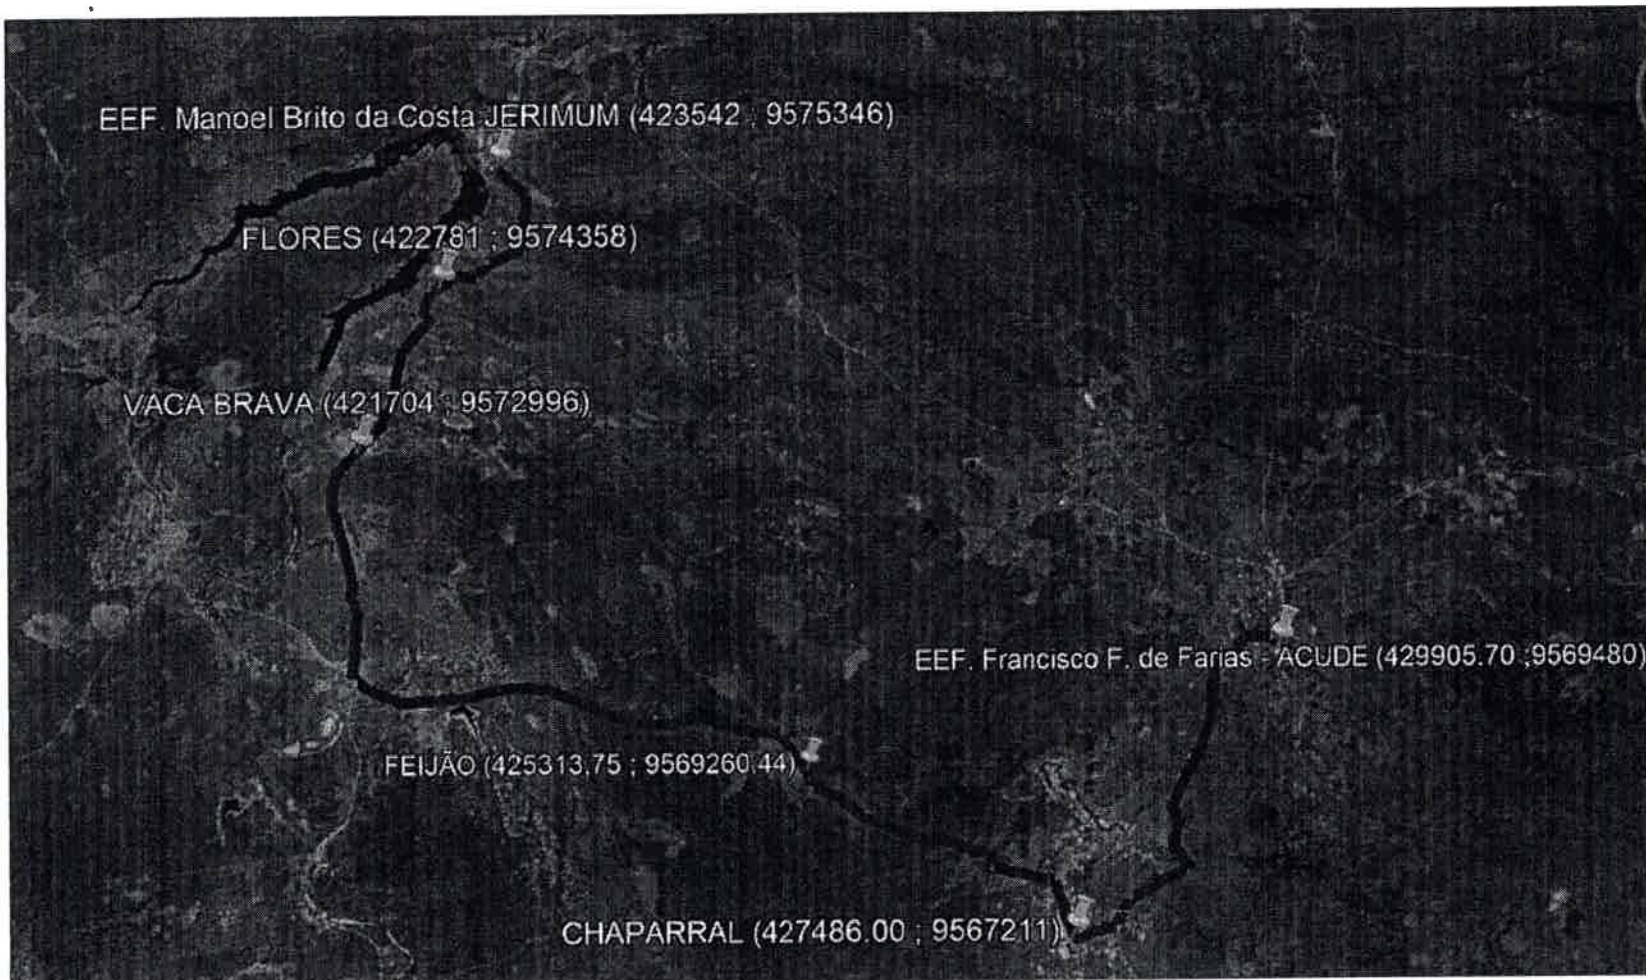 EEF. Manoel Brito da Costa JERIMUM (423542 ; 9575346)
FLORES (422781 ; 9574358)
VACA BRAVA (421704 ; 9572996)
EEF. Francisco F. de Farias - ACUDE (429905.70 ;9569480)
FEIJÃO (425313.75 ; 9569260.44)
CHAPARRAL (427486.00 ; 9567211)